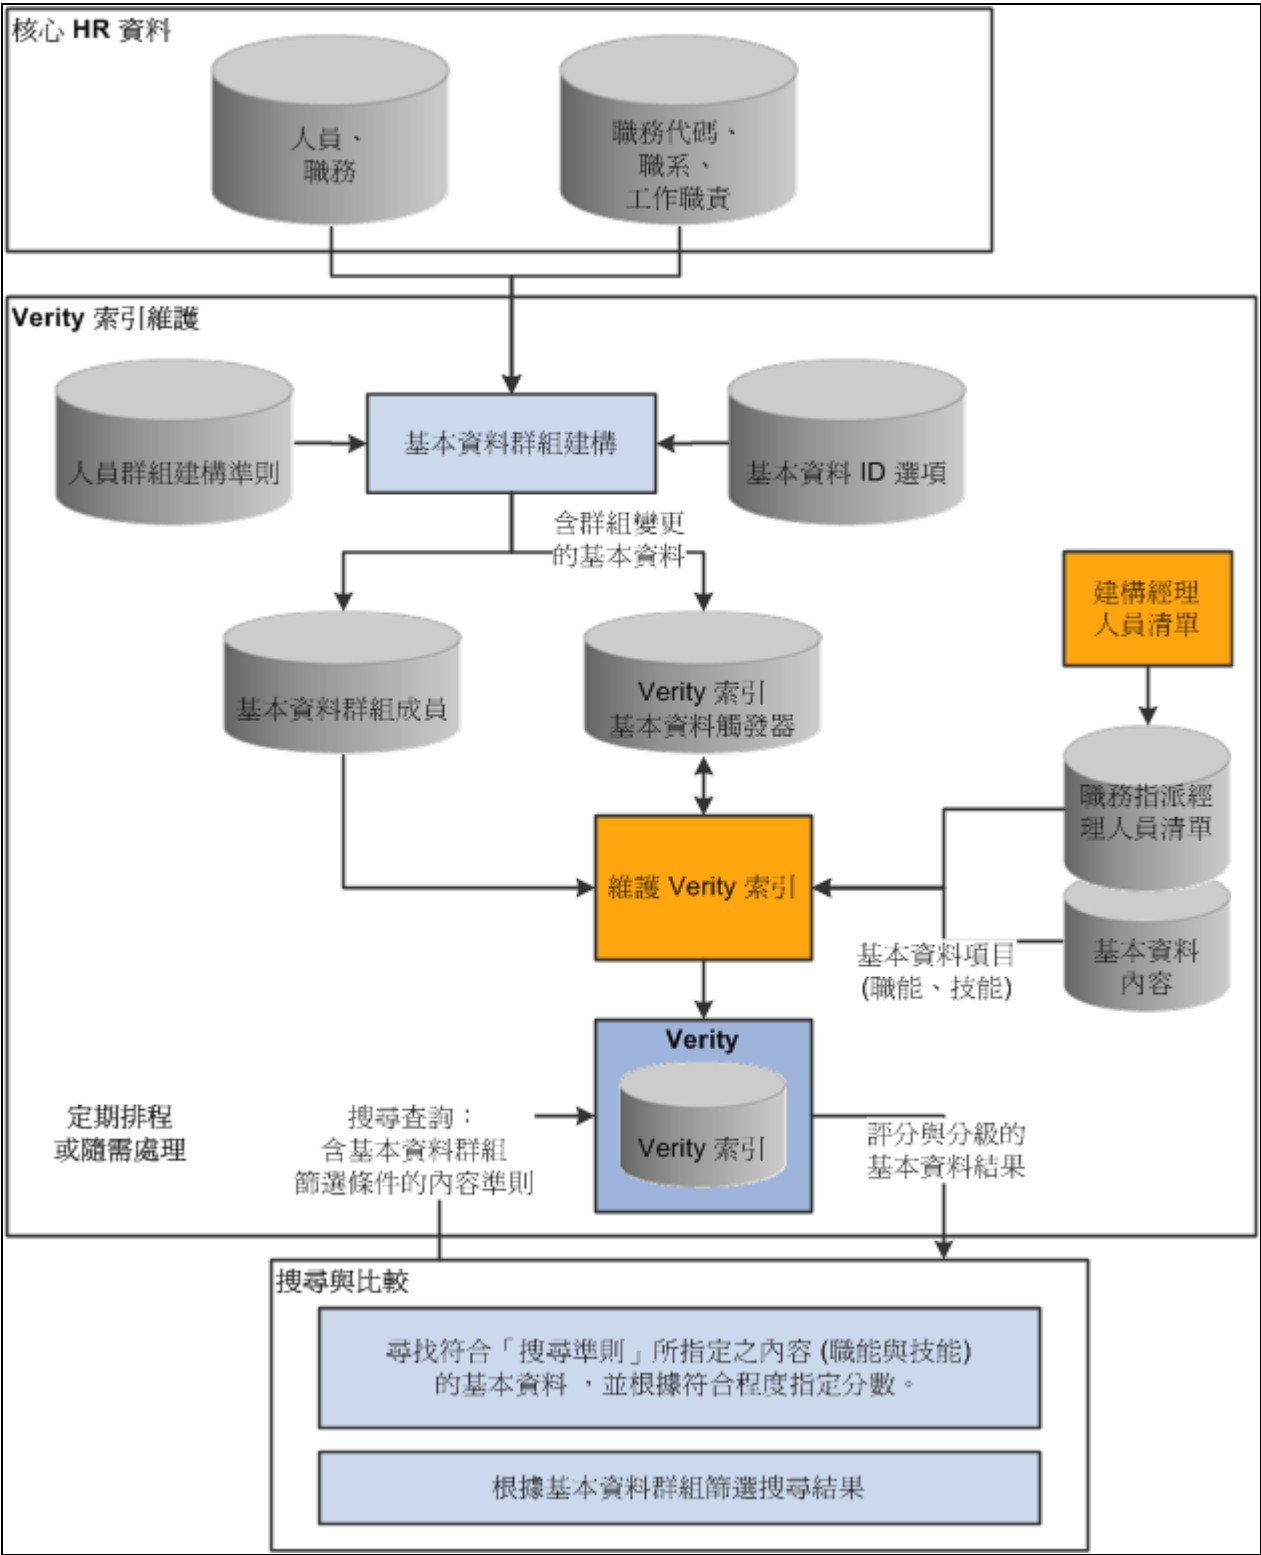 核心 HR 資料
人員、
職務
職務代碼、
職系、
工作職責
Verity 索引維護
人員群組建構準則
基本資料群組建構
基本資料 ID 選項
含群組變更
的基本資料
建構經理
人員清單
基本資料群組成員
Verity 索引
基本資料觸發器
職務指派經
理人員清單
維護 Verity 索引
基本資料項目
(職能、技能)
基本資料
內容
Verity
Verity 索引
定期排程
或隨需處理
搜尋查詢：
含基本資料群組
篩選條件的內容準則
評分與分級的
基本資料結果
搜尋與比較
尋找符合「搜尋準則」所指定之內容 (職能與技能)
的基本資料 ，並根據符合程度指定分數。
根據基本資料群組篩選搜尋結果